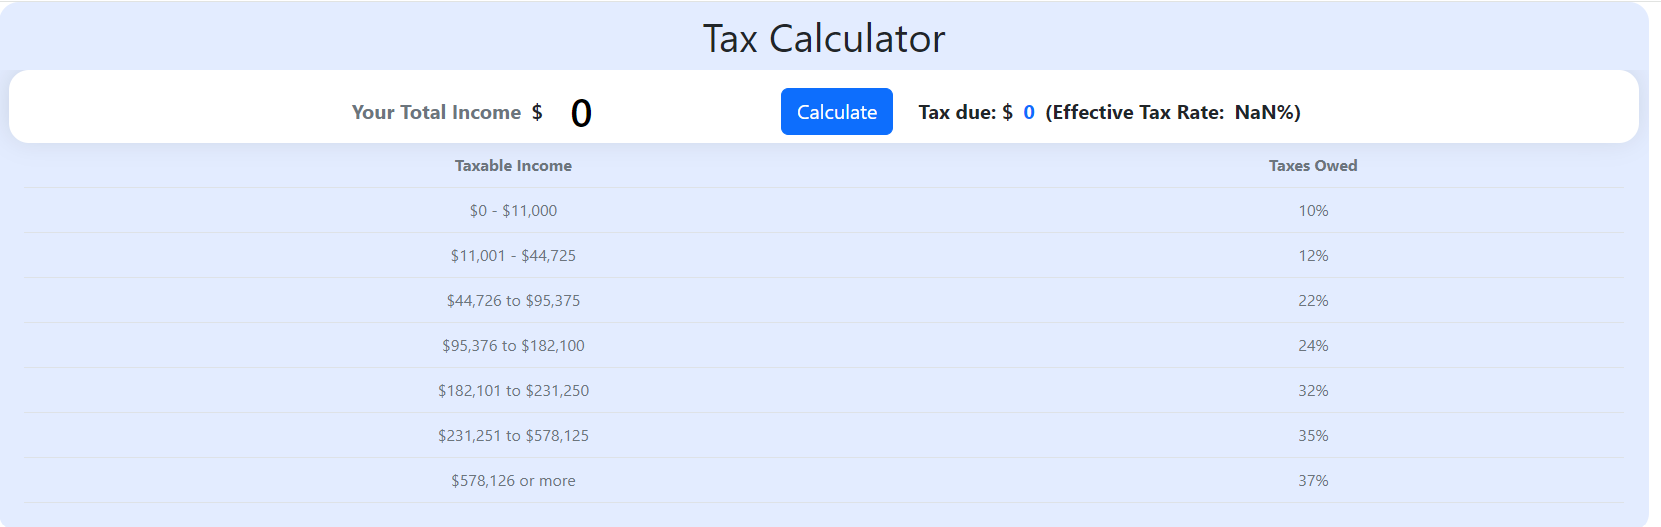 Tax Calculator
Your Total Income $ 0 Calculate Tax due: $ 0 (Effective Tax Rate: NaN%)
Taxable Income Taxes Owed
$0 - $11,000 10%
$11,001 - $44,725 12%
$44,726 to $95,375 22%
$95,376 to $182,100 24%
$182,101 to $231,250 32%
$231,251 to $578,125 35%
$578,126 or more 37%